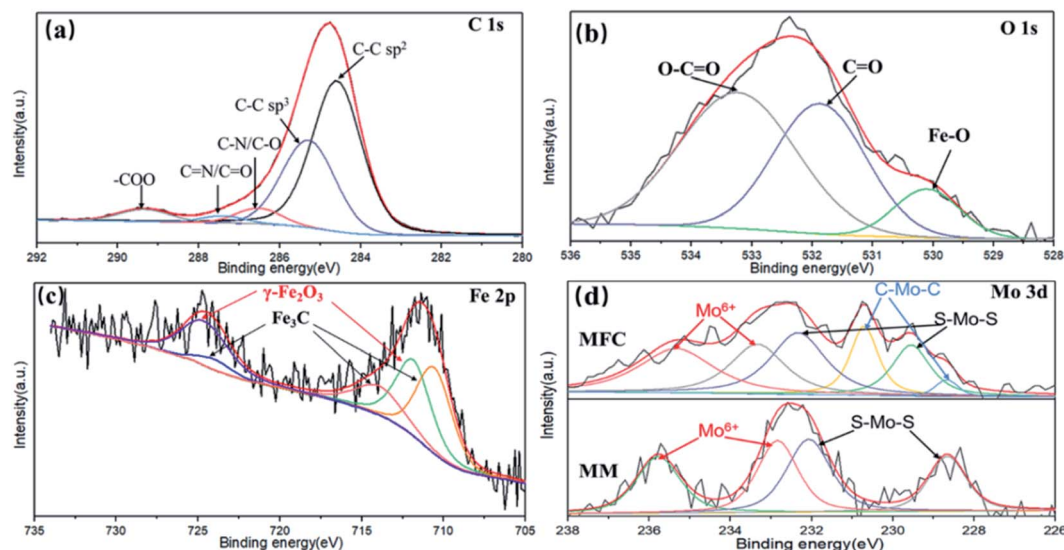 (a)
C 1s
C-C sp²
C-C sp³
C-N/C-O
C=N/C=O
-COO
Intensity(a.u.)
292 290 288 286 284 282 280
Binding energy(eV)
(b)
O 1s
O-C=O
C=O
Fe-O
Intensity(a.u.)
536 535 534 533 532 531 530 529 528
Binding energy(eV)
(c)
Fe 2p
γ-Fe₂O₃
Fe₃C
Intensity(a.u.)
734 730 725 720 715 710 705
Binding energy(eV)
(d)
Mo 3d
C-Mo-C
Mo⁶⁺
S-Mo-S
MFC
Mo⁶⁺
S-Mo-S
MM
Intensity(a.u.)
238 236 234 232 230 228 226
Binding energy(eV)